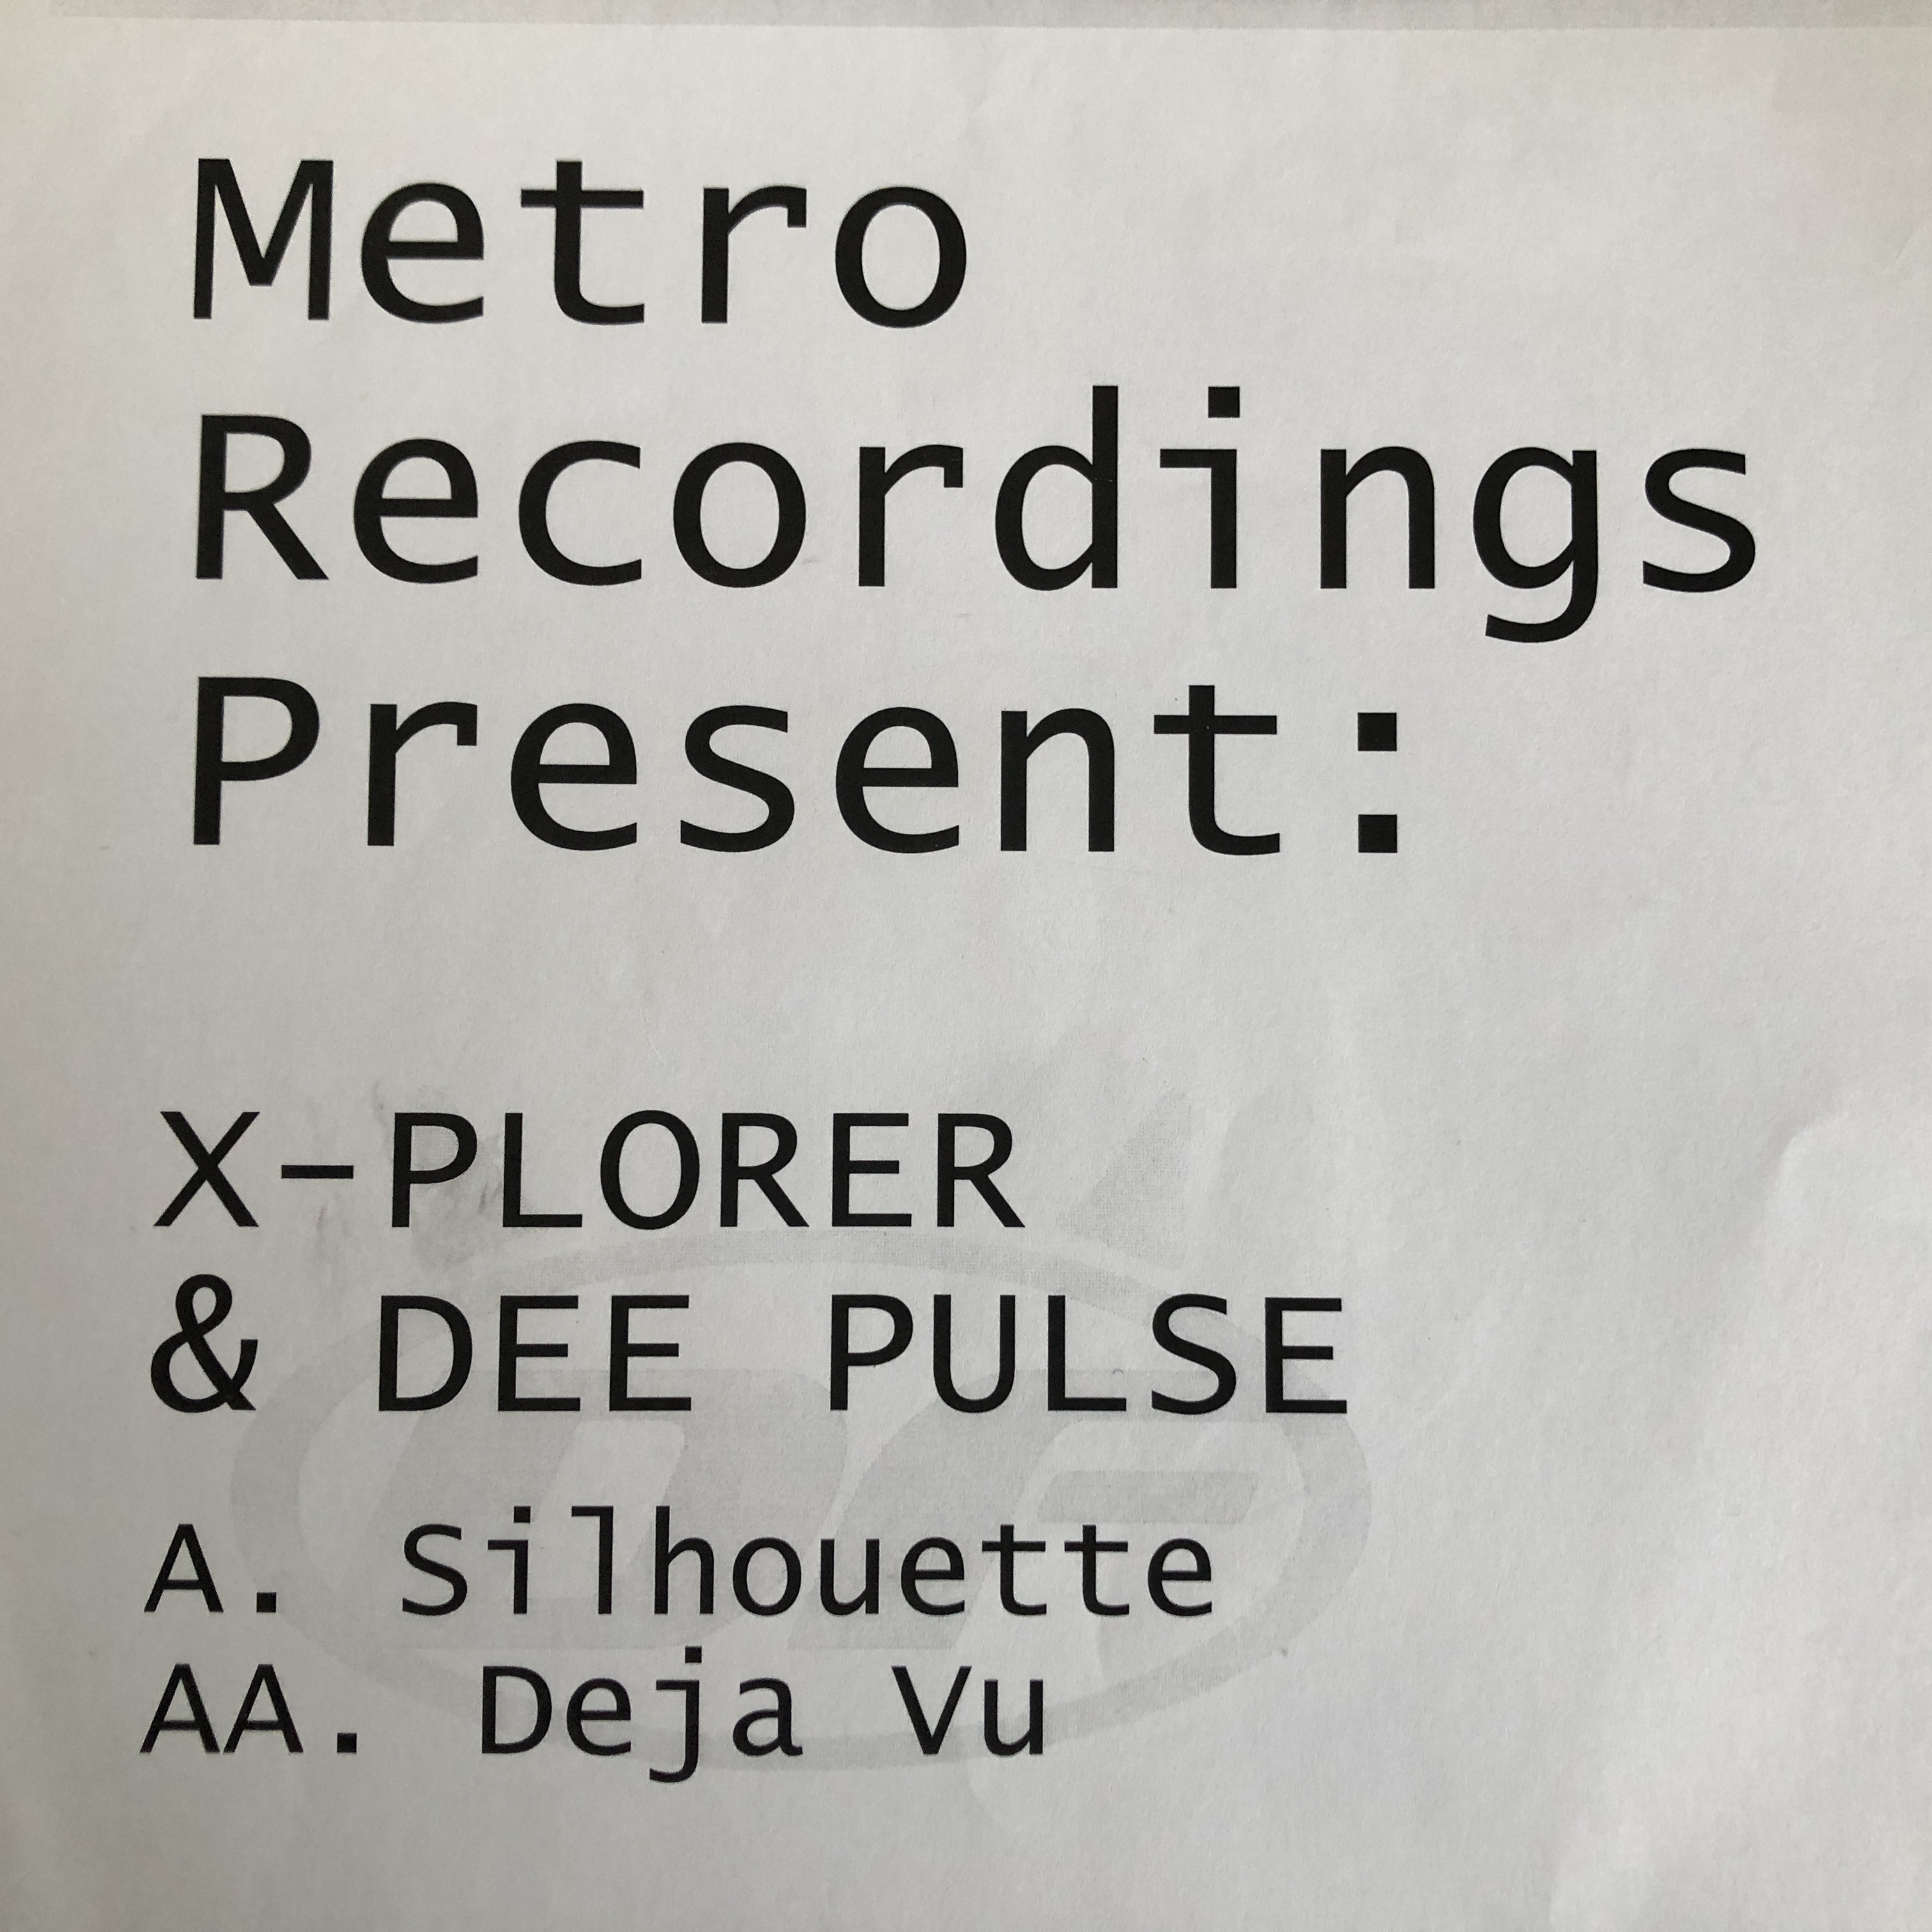 Metro
Recordings
Present:
X-PLORER
& DEE PULSE
A. Silhouette
AA. Deja Vu